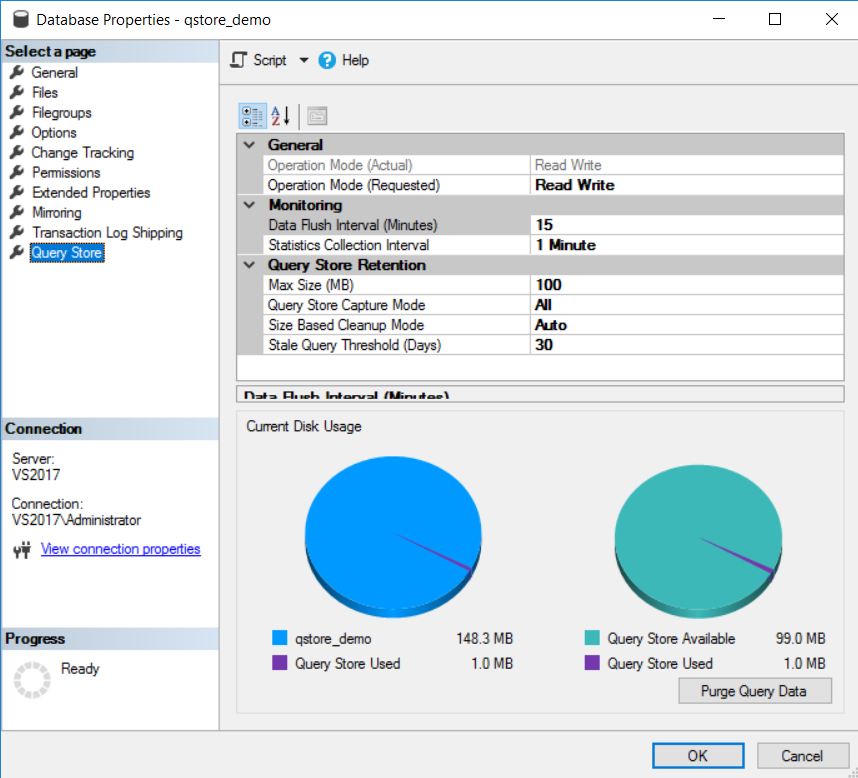 Database Properties - qstore_demo
Select a page
General
Files
Filegroups
Options
Change Tracking
Permissions
Extended Properties
Mirroring
Transaction Log Shipping
Query Store
Connection
Server:
VS2017
Connection:
VS2017\Administrator
View connection properties
Progress
Ready
Script
Help
General
Operation Mode (Actual) Read Write
Operation Mode (Requested) Read Write
Monitoring
Data Flush Interval (Minutes) 15
Statistics Collection Interval 1 Minute
Query Store Retention
Max Size (MB) 100
Query Store Capture Mode All
Size Based Cleanup Mode Auto
Stale Query Threshold (Days) 30
Data Flush Interval (Minutes)
Current Disk Usage
qstore_demo 148.3 MB
Query Store Used 1.0 MB
Query Store Available 99.0 MB
Query Store Used 1.0 MB
Purge Query Data
OK Cancel